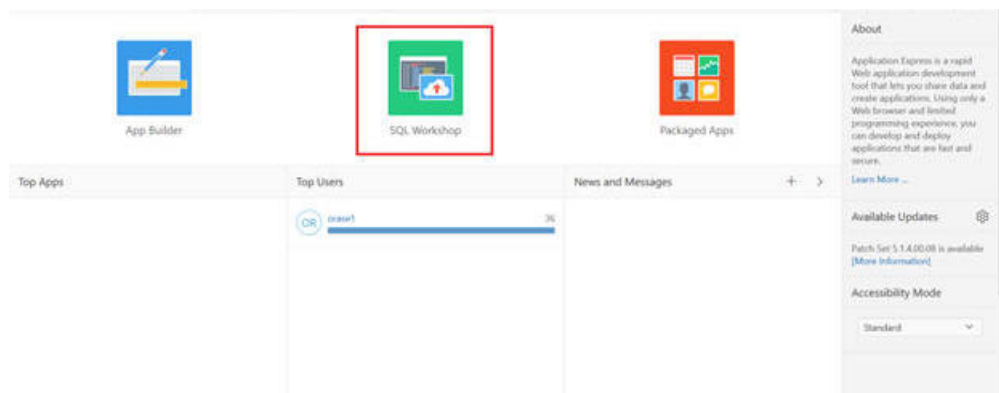 App Builder
SQL Workshop
Packaged Apps
Top Apps
Top Users
OR
orase1
36
News and Messages
About
Application Express is a rapid
Web application development
tool that lets you share data and
create applications. Using only a
Web browser and limited
programming experience, you
can develop and deploy
applications that are fast and
secure.
Learn More ...
Available Updates
Patch Set 5.1.4.00.08 is available
[More Information]
Accessibility Mode
Standard